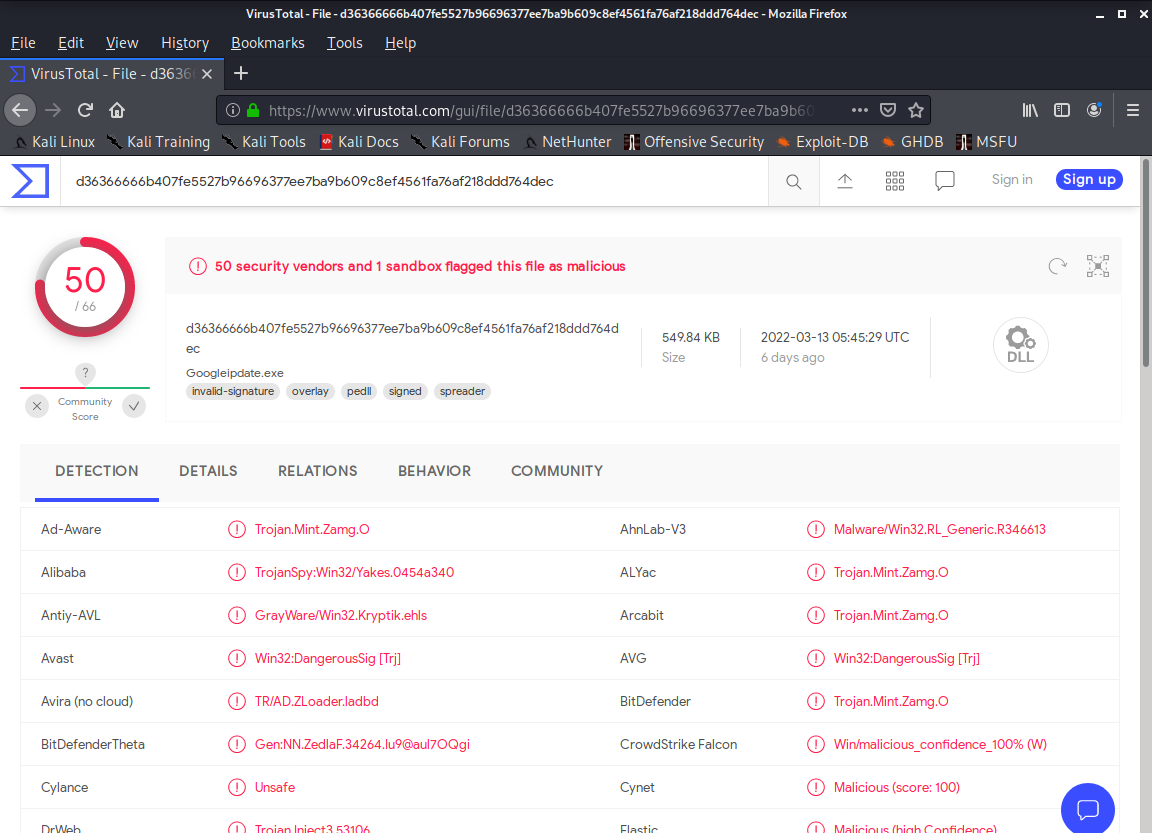 VirusTotal - File - d36366666b407fe5527b96696377ee7ba9b609c8ef4561fa76af218ddd764dec - Mozilla Firefox
File Edit View History Bookmarks Tools Help
VirusTotal - File - d3636
https://www.virustotal.com/gui/file/d36366666b407fe5527b96696377ee7ba9b60
Kali Linux Kali Training Kali Tools Kali Docs Kali Forums NetHunter Offensive Security Exploit-DB GHDB MSFU
d36366666b407fe5527b96696377ee7ba9b609c8ef4561fa76af218ddd764dec Sign in Sign up
50
/ 66
?
Community
Score
50 security vendors and 1 sandbox flagged this file as malicious
d36366666b407fe5527b96696377ee7ba9b609c8ef4561fa76af218ddd764d
ec
Googleipdate.exe
invalid-signature overlay pedll signed spreader
549.84 KB
Size
2022-03-13 05:45:29 UTC
6 days ago
DLL
DETECTION DETAILS RELATIONS BEHAVIOR COMMUNITY
Ad-Aware Trojan.Mint.Zamg.O AhnLab-V3 Malware/Win32.RL_Generic.R346613
Alibaba TrojanSpy:Win32/Yakes.0454a340 ALYac Trojan.Mint.Zamg.O
Antiy-AVL GrayWare/Win32.Kryptik.ehls Arcabit Trojan.Mint.Zamg.O
Avast Win32:DangerousSig [Trj] AVG Win32:DangerousSig [Trj]
Avira (no cloud) TR/AD.ZLoader.ladbd BitDefender Trojan.Mint.Zamg.O
BitDefenderTheta Gen:NN.ZedlaF.34264.Iu9@aul7OQgi CrowdStrike Falcon Win/malicious_confidence_100% (W)
Cylance Unsafe Cynet Malicious (score: 100)
DrWeb Trojan.Inject3.53106 Elastic Malicious (high Confidence)